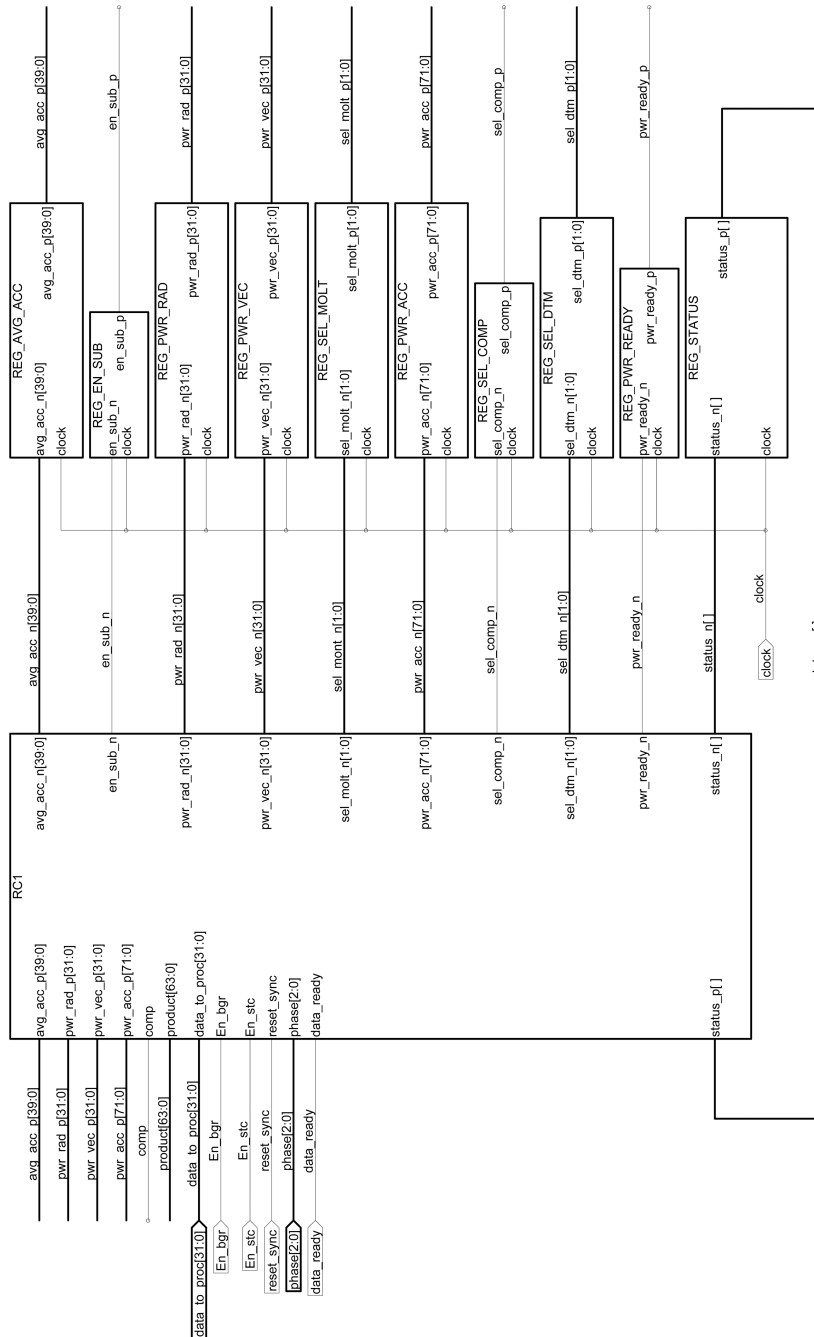 avg_acc_p[39:0]
pwr_rad_p[31:0]
pwr_vec_p[31:0]
pwr_acc_p[71:0]
comp
product[63:0]
data_to_proc[31:0]
data_to_proc[31:0]
En_bgr
En_bgr
En_stc
En_stc
reset_sync
reset_sync
phase[2:0]
phase[2:0]
data_ready
data_ready
RC1
avg_acc_p[39:0]
pwr_rad_p[31:0]
pwr_vec_p[31:0]
pwr_acc_p[71:0]
comp
product[63:0]
data_to_proc[31:0]
En_bgr
En_stc
reset_sync
phase[2:0]
data_ready
status_p[ ]
avg_acc_n[39:0]
en_sub_n
pwr_rad_n[31:0]
pwr_vec_n[31:0]
sel_molt_n[1:0]
pwr_acc_n[71:0]
sel_comp_n
sel_dtm_n[1:0]
pwr_ready_n
status_n[ ]
avg_acc_n[39:0]
en_sub_n
pwr_rad_n[31:0]
pwr_vec_n[31:0]
sel_mont_n[1:0]
pwr_acc_n[71:0]
sel_comp_n
sel_dtm_n[1:0]
pwr_ready_n
status_n[ ]
clock
clock
REG_AVG_ACC
avg_acc_n[39:0]
avg_acc_p[39:0]
clock
avg_acc_p[39:0]
REG_EN_SUB
en_sub_n
en_sub_p
clock
en_sub_p
REG_PWR_RAD
pwr_rad_n[31:0]
pwr_rad_p[31:0]
clock
pwr_rad_p[31:0]
REG_PWR_VEC
pwr_vec_n[31:0]
pwr_vec_p[31:0]
clock
pwr_vec_p[31:0]
REG_SEL_MOLT
sel_molt_n[1:0]
sel_molt_p[1:0]
clock
sel_molt_p[1:0]
REG_PWR_ACC
pwr_acc_n[71:0]
pwr_acc_p[71:0]
clock
pwr_acc_p[71:0]
REG_SEL_COMP
sel_comp_n
sel_comp_p
clock
sel_comp_p
REG_SEL_DTM
sel_dtm_n[1:0]
sel_dtm_p[1:0]
clock
sel_dtm_p[1:0]
REG_PWR_READY
pwr_ready_n
pwr_ready_p
clock
pwr_ready_p
REG_STATUS
status_n[ ]
status_p[ ]
clock